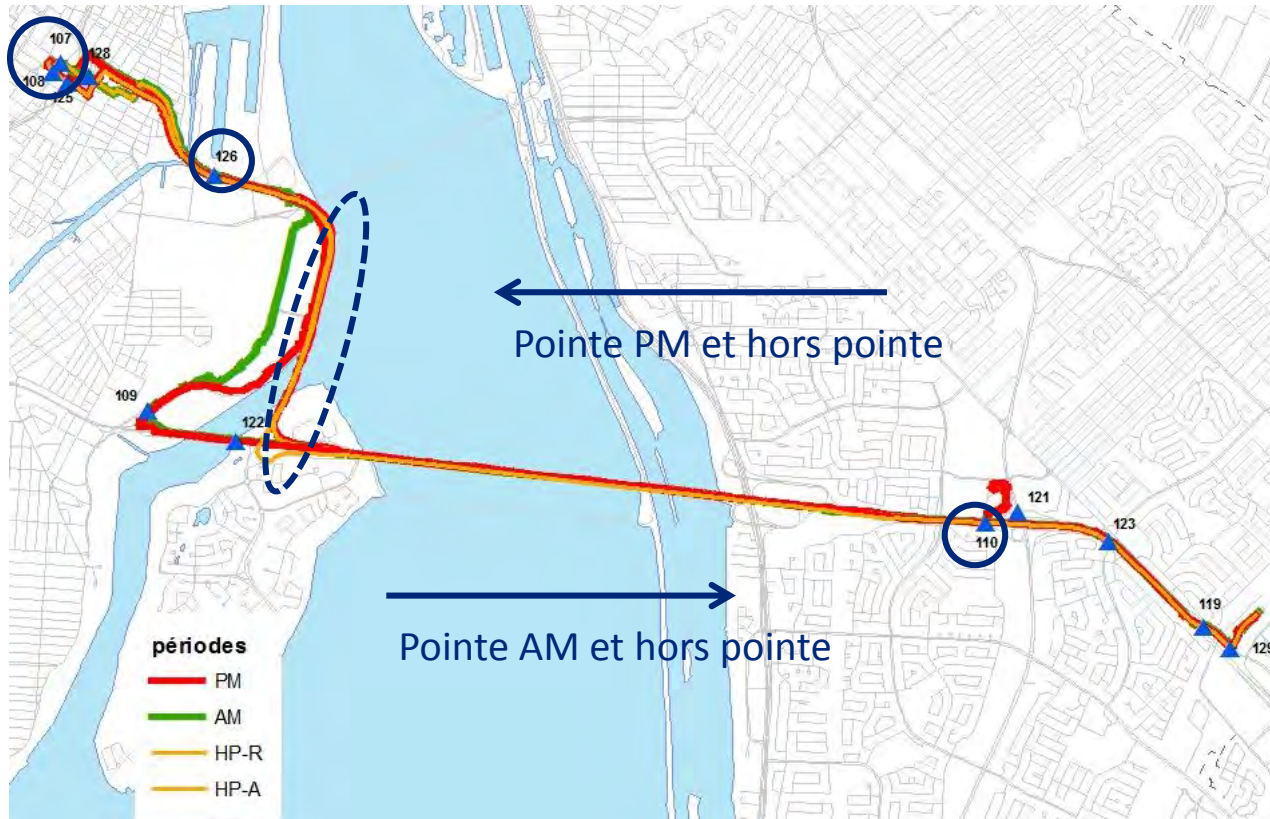 107
128
108
125
126
Pointe PM et hors pointe
109
122
121
110
123
Pointe AM et hors pointe
119
129
périodes
PM
AM
HP-R
HP-A